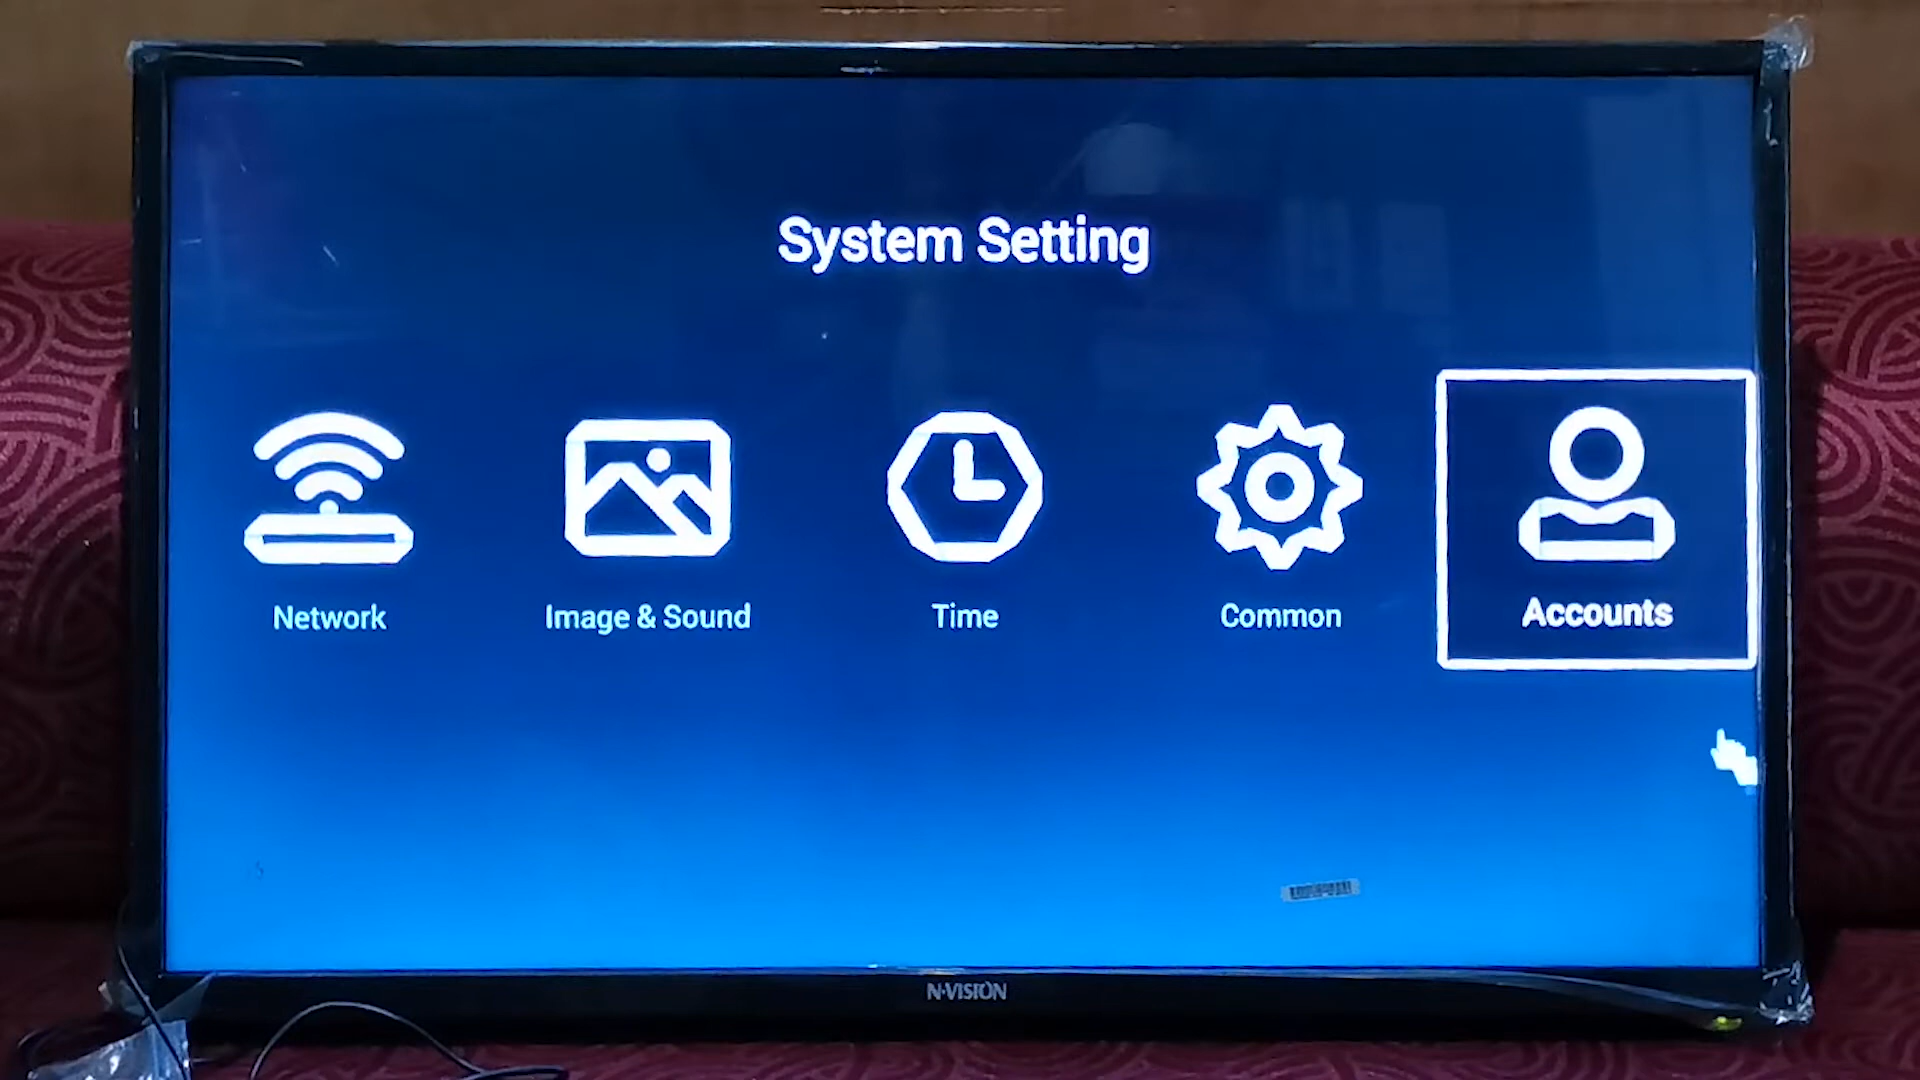 System Setting
Network
Image & Sound
Time
Common
Accounts
N-VISION